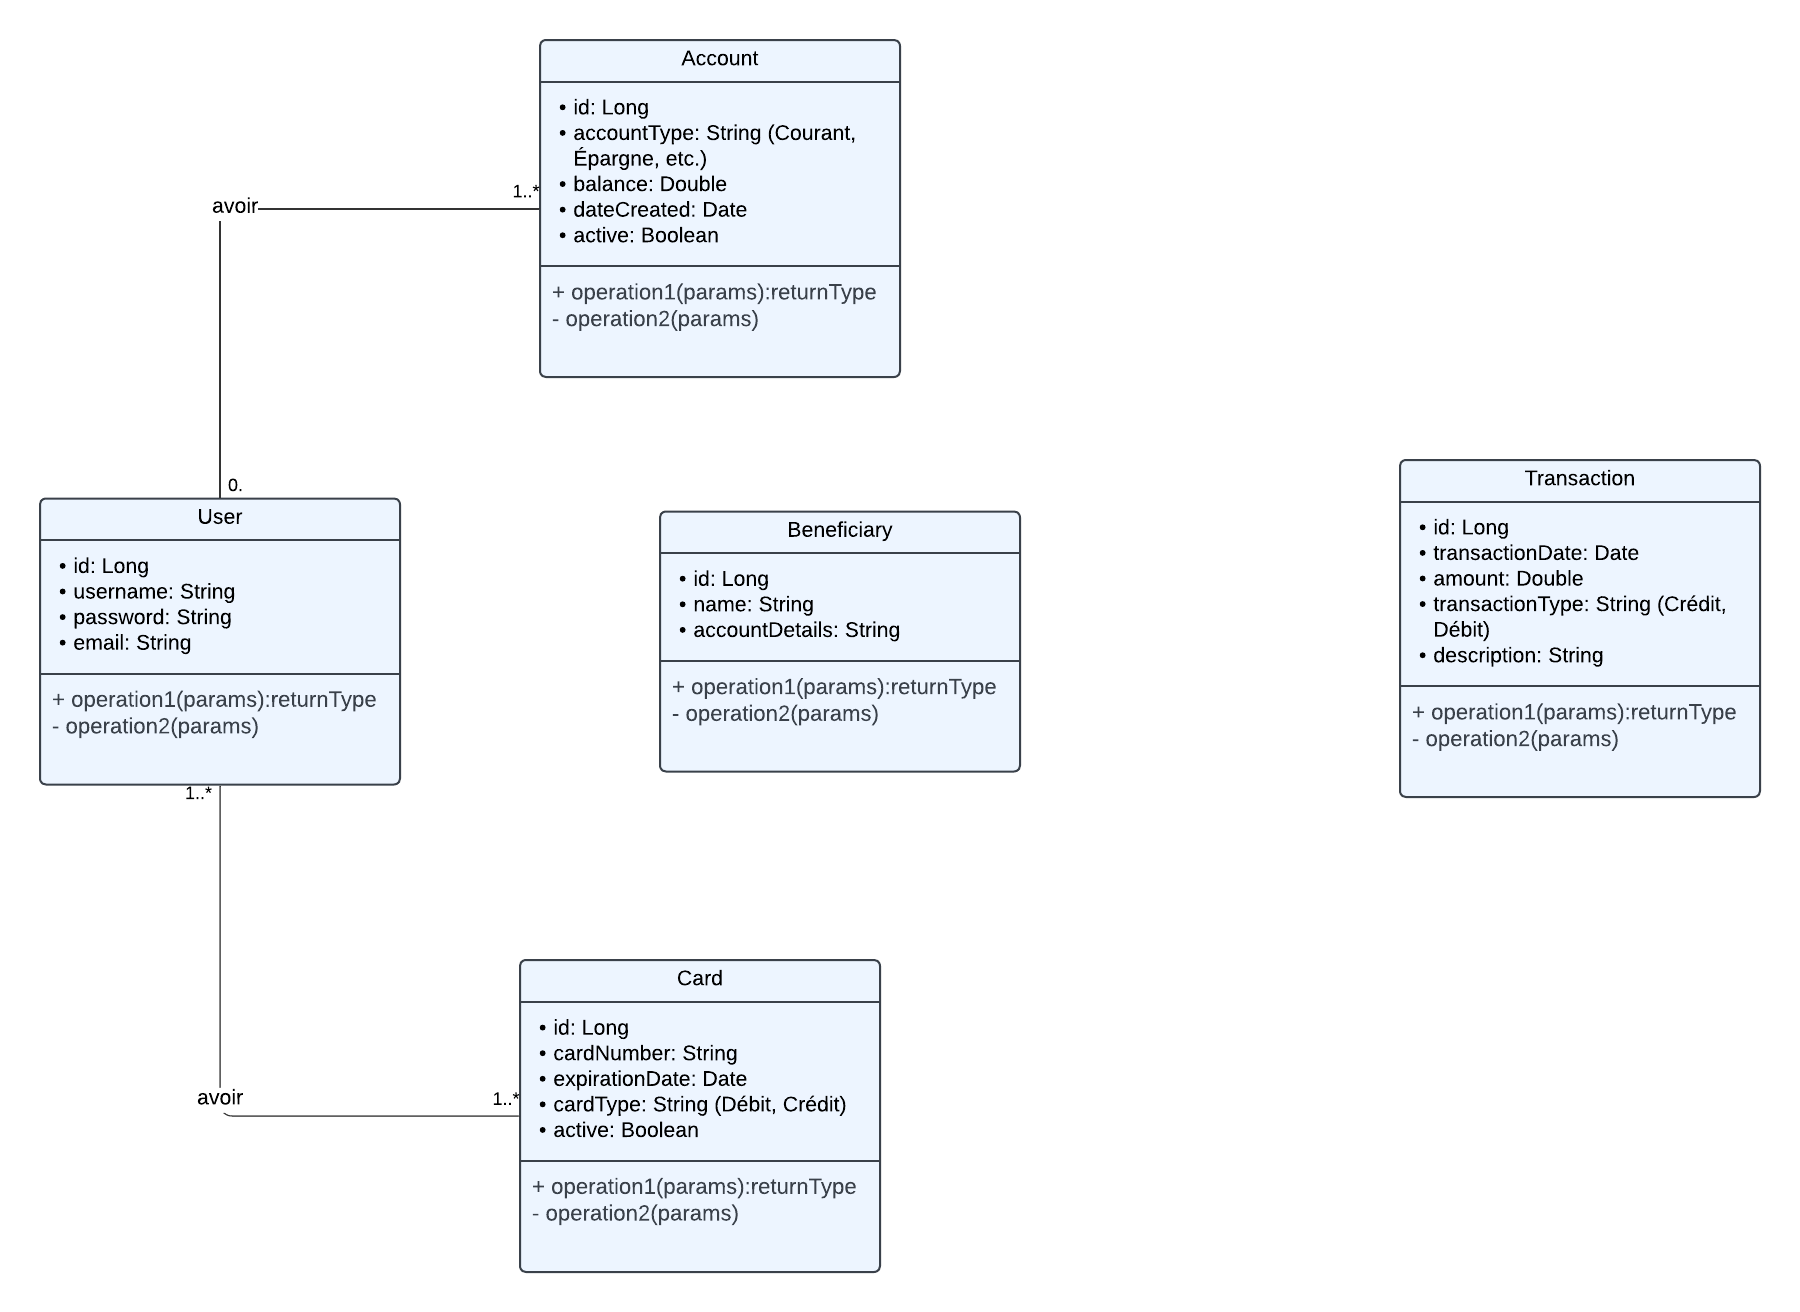 Account
• id: Long
• accountType: String (Courant,
Épargne, etc.)
• balance: Double
• dateCreated: Date
• active: Boolean
+ operation1(params):returnType
- operation2(params)
avoir
1..*
0.
User
• id: Long
• username: String
• password: String
• email: String
+ operation1(params):returnType
- operation2(params)
1..*
Beneficiary
• id: Long
• name: String
• accountDetails: String
+ operation1(params):returnType
- operation2(params)
Transaction
• id: Long
• transactionDate: Date
• amount: Double
• transactionType: String (Crédit,
Débit)
• description: String
+ operation1(params):returnType
- operation2(params)
avoir
1..*
Card
• id: Long
• cardNumber: String
• expirationDate: Date
• cardType: String (Débit, Crédit)
• active: Boolean
+ operation1(params):returnType
- operation2(params)